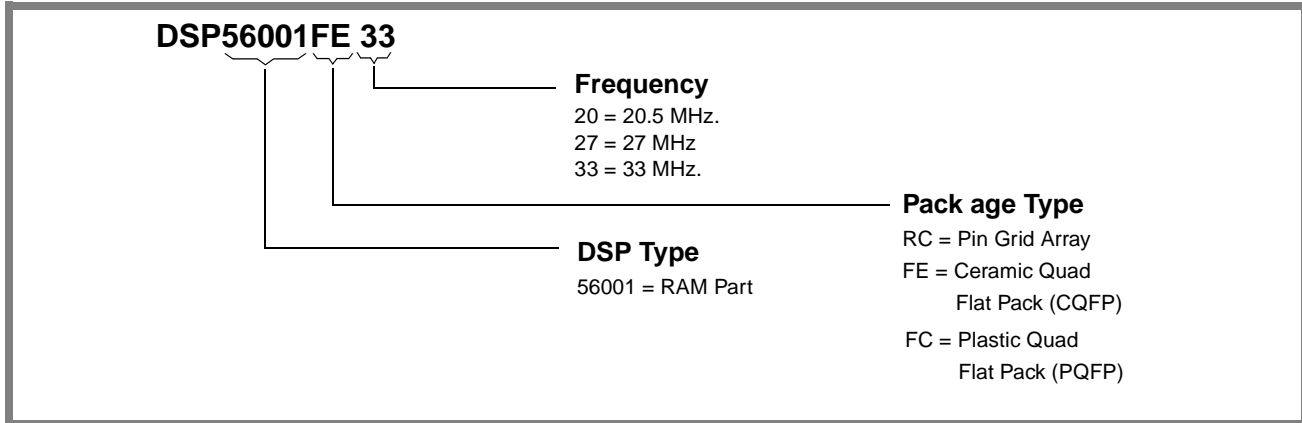 DSP56001FE 33
Frequency
20 = 20.5 MHz.
27 = 27 MHz
33 = 33 MHz.
Pack age Type
RC = Pin Grid Array
FE = Ceramic Quad
Flat Pack (CQFP)
FC = Plastic Quad
Flat Pack (PQFP)
DSP Type
56001 = RAM Part